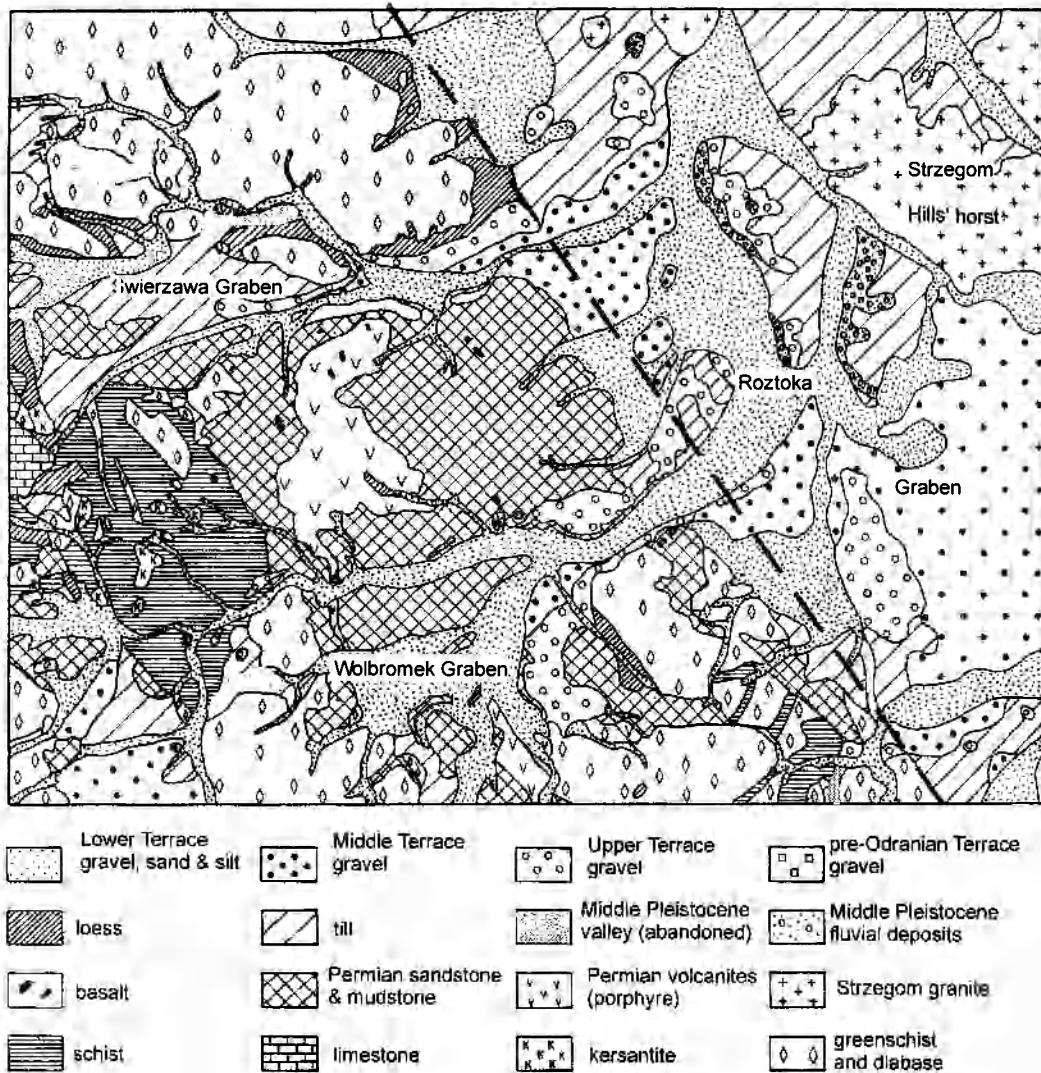 Strzegom
Hills' horst
Swierzawa Graben
Roztoka
Graben
Wolbromek Graben
Lower Terrace
gravel, sand & silt
Middle Terrace
gravel
Upper Terrace
gravel
pre-Odranian Terrace
gravel
loess
till
Middle Pleistocene
valley (abandoned)
Middle Pleistocene
fluvial deposits
basalt
Permian sandstone
& mudstone
Permian volcanites
(porphyre)
Strzegom granite
schist
limestone
kersantite
greenschist
and diabase